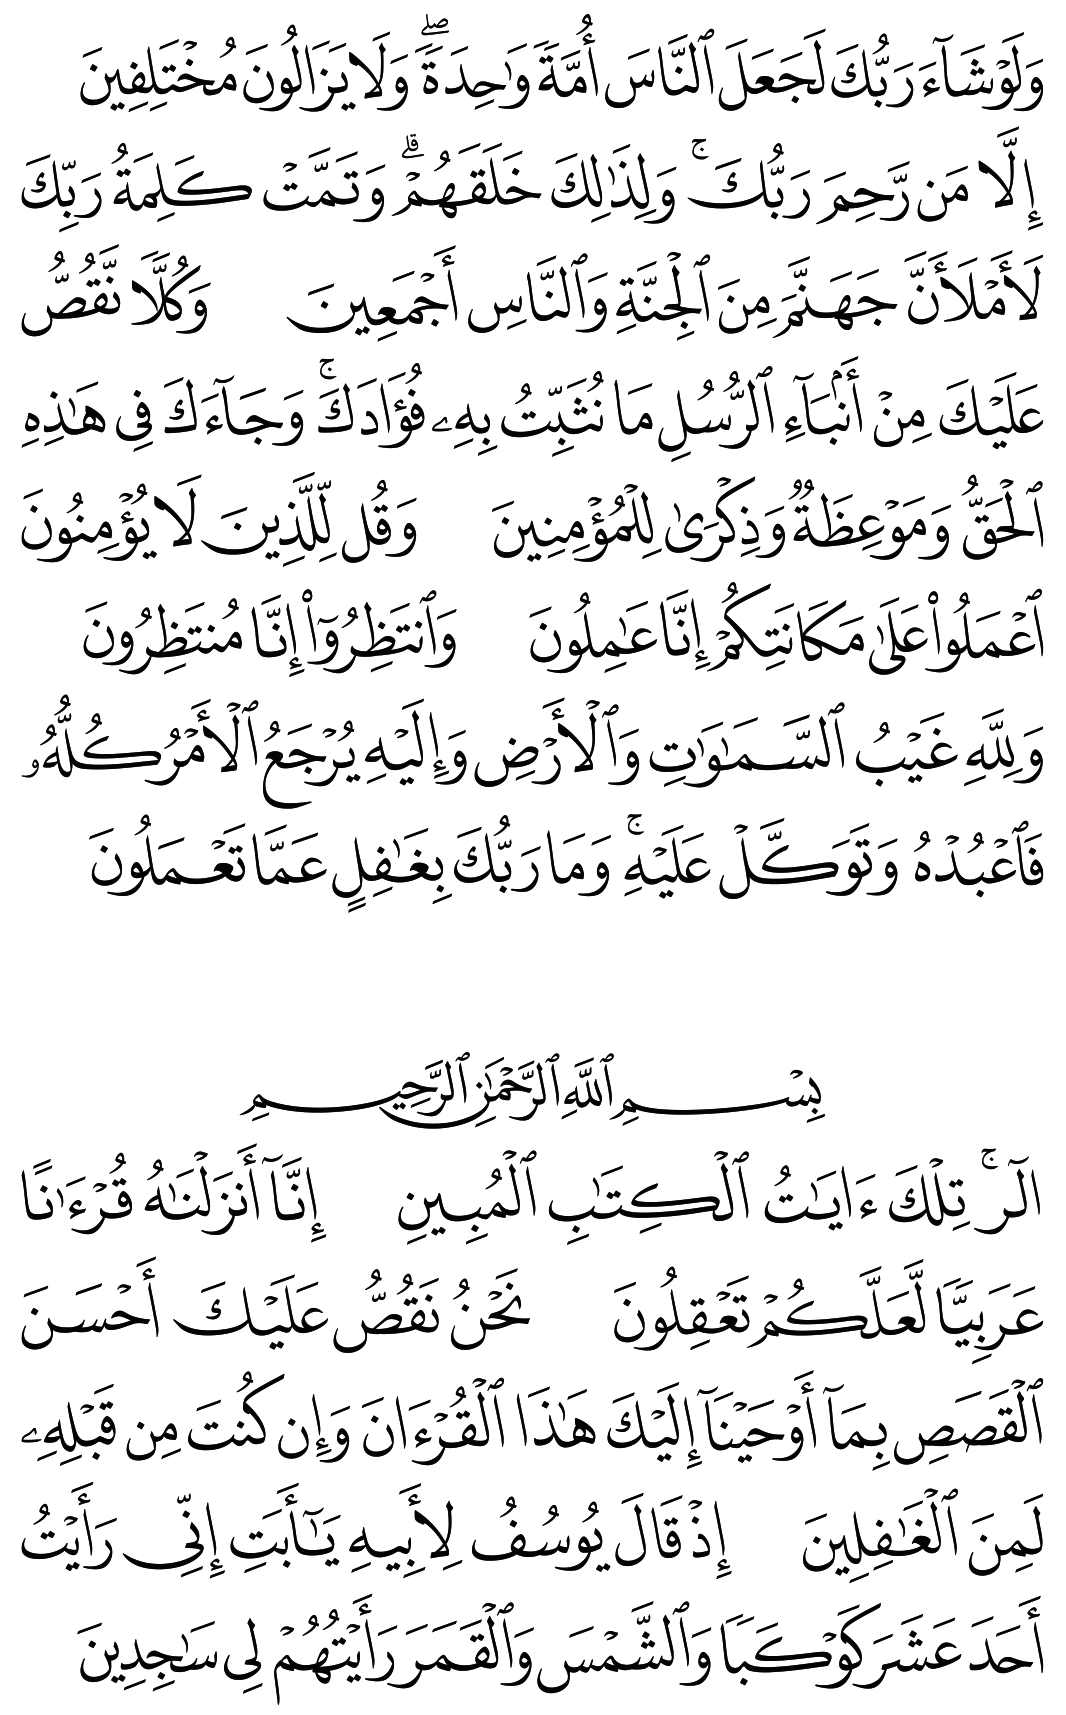 وَلَوۡ شَآءَ رَبُّكَ لَجَعَلَ ٱلنَّاسَ أُمَّةٗ وَٰحِدَةٗۖ وَلَا يَزَالُونَ مُخۡتَلِفِينَ
إِلَّا مَن رَّحِمَ رَبُّكَۚ وَلِذَٰلِكَ خَلَقَهُمۡۗ وَتَمَّتۡ كَلِمَةُ رَبِّكَ
لَأَمۡلَأَنَّ جَهَنَّمَ مِنَ ٱلۡجِنَّةِ وَٱلنَّاسِ أَجۡمَعِينَ وَكُلّٗا نَّقُصُّ
عَلَيۡكَ مِنۡ أَنۢبَآءِ ٱلرُّسُلِ مَا نُثَبِّتُ بِهِۦ فُؤَادَكَۚ وَجَآءَكَ فِي هَٰذِهِ
ٱلۡحَقُّ وَمَوۡعِظَةٞ وَذِكۡرَىٰ لِلۡمُؤۡمِنِينَ وَقُل لِّلَّذِينَ لَا يُؤۡمِنُونَ
ٱعۡمَلُواْ عَلَىٰ مَكَانَتِكُمۡ إِنَّا عَٰمِلُونَ وَٱنتَظِرُوٓاْ إِنَّا مُنتَظِرُونَ
وَلِلَّهِ غَيۡبُ ٱلسَّمَٰوَٰتِ وَٱلۡأَرۡضِ وَإِلَيۡهِ يُرۡجَعُ ٱلۡأَمۡرُ كُلُّهُۥ
فَٱعۡبُدۡهُ وَتَوَكَّلۡ عَلَيۡهِۚ وَمَا رَبُّكَ بِغَٰفِلٍ عَمَّا تَعۡمَلُونَ
بِسۡمِ ٱللَّهِ ٱلرَّحۡمَٰنِ ٱلرَّحِيمِ
الٓرۚ تِلۡكَ ءَايَٰتُ ٱلۡكِتَٰبِ ٱلۡمُبِينِ إِنَّآ أَنزَلۡنَٰهُ قُرۡءَٰنًا
عَرَبِيّٗا لَّعَلَّكُمۡ تَعۡقِلُونَ نَحۡنُ نَقُصُّ عَلَيۡكَ أَحۡسَنَ
ٱلۡقَصَصِ بِمَآ أَوۡحَيۡنَآ إِلَيۡكَ هَٰذَا ٱلۡقُرۡءَانَ وَإِن كُنتَ مِن قَبۡلِهِۦ
لَمِنَ ٱلۡغَٰفِلِينَ إِذۡ قَالَ يُوسُفُ لِأَبِيهِ يَٰٓأَبَتِ إِنِّي رَأَيۡتُ
أَحَدَ عَشَرَ كَوۡكَبٗا وَٱلشَّمۡسَ وَٱلۡقَمَرَ رَأَيۡتُهُمۡ لِي سَٰجِدِينَ